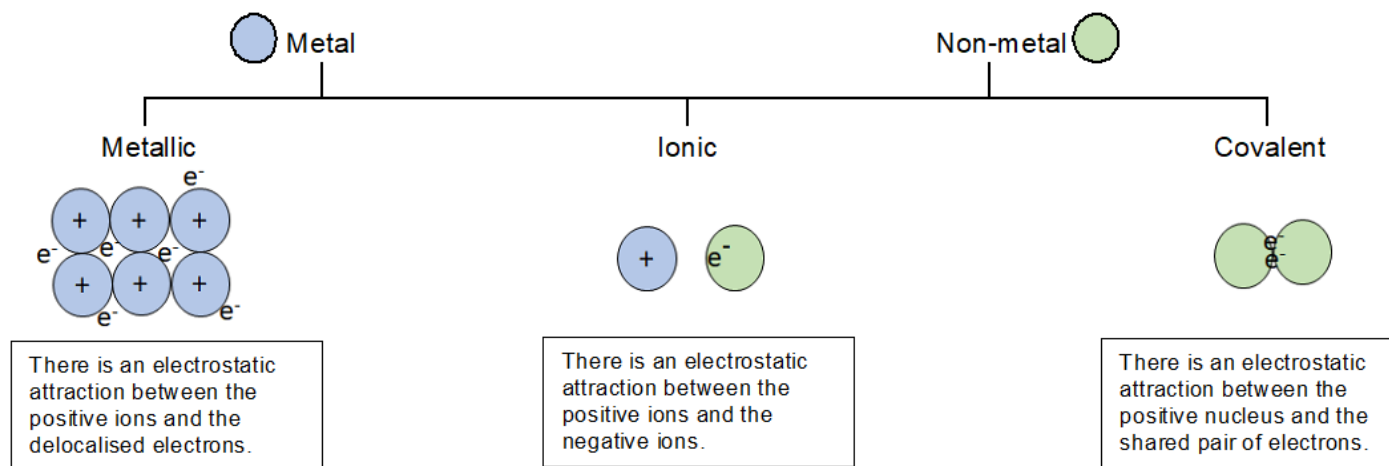 Metal
Non-metal
Metallic
Ionic
Covalent
e⁻
+ + +
e⁻ e⁻ e⁻
+ + +
e⁻ e⁻
+ e⁻
e⁻
e⁻
There is an electrostatic
attraction between the
positive ions and the
delocalised electrons.
There is an electrostatic
attraction between the
positive ions and the
negative ions.
There is an electrostatic
attraction between the
positive nucleus and the
shared pair of electrons.